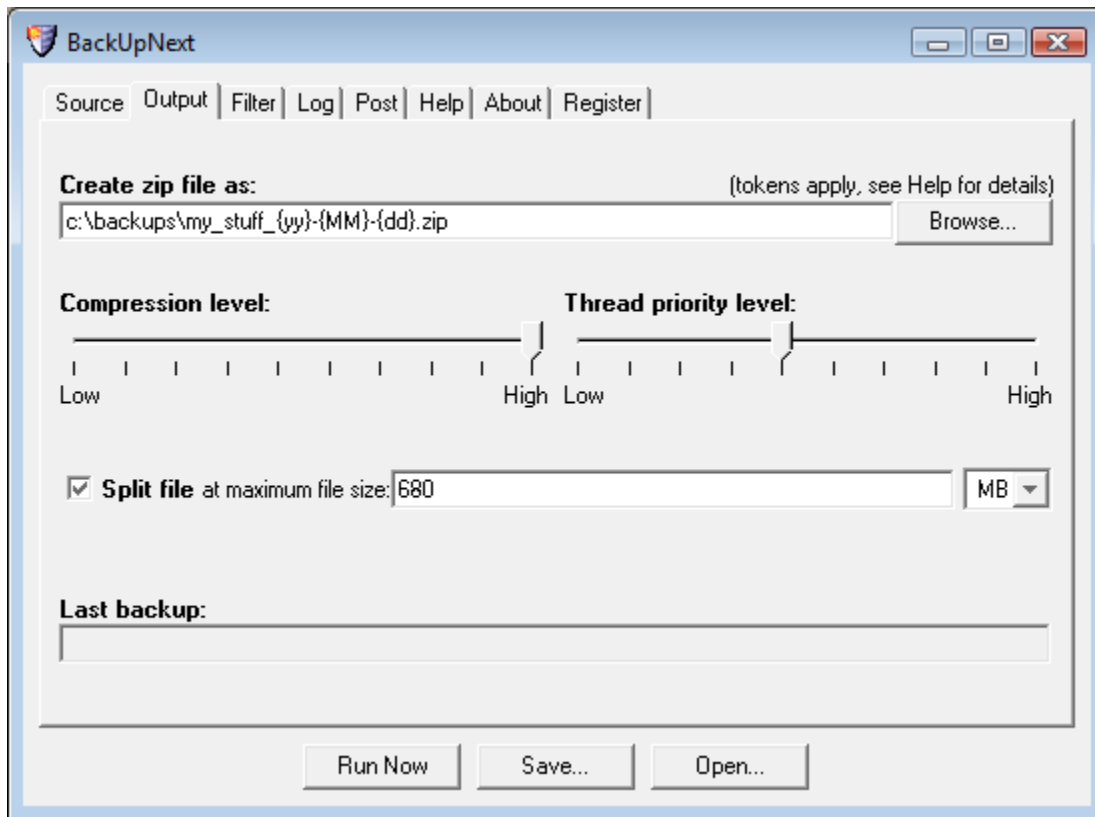 BackUpNext
Source Output Filter Log Post Help About Register
Create zip file as: (tokens apply, see Help for details)
c:\backups\my_stuff_{yy}-{MM}-{dd}.zip Browse...
Compression level: Thread priority level:
Low High Low High
Split file at maximum file size: 680 MB
Last backup:
Run Now Save... Open...